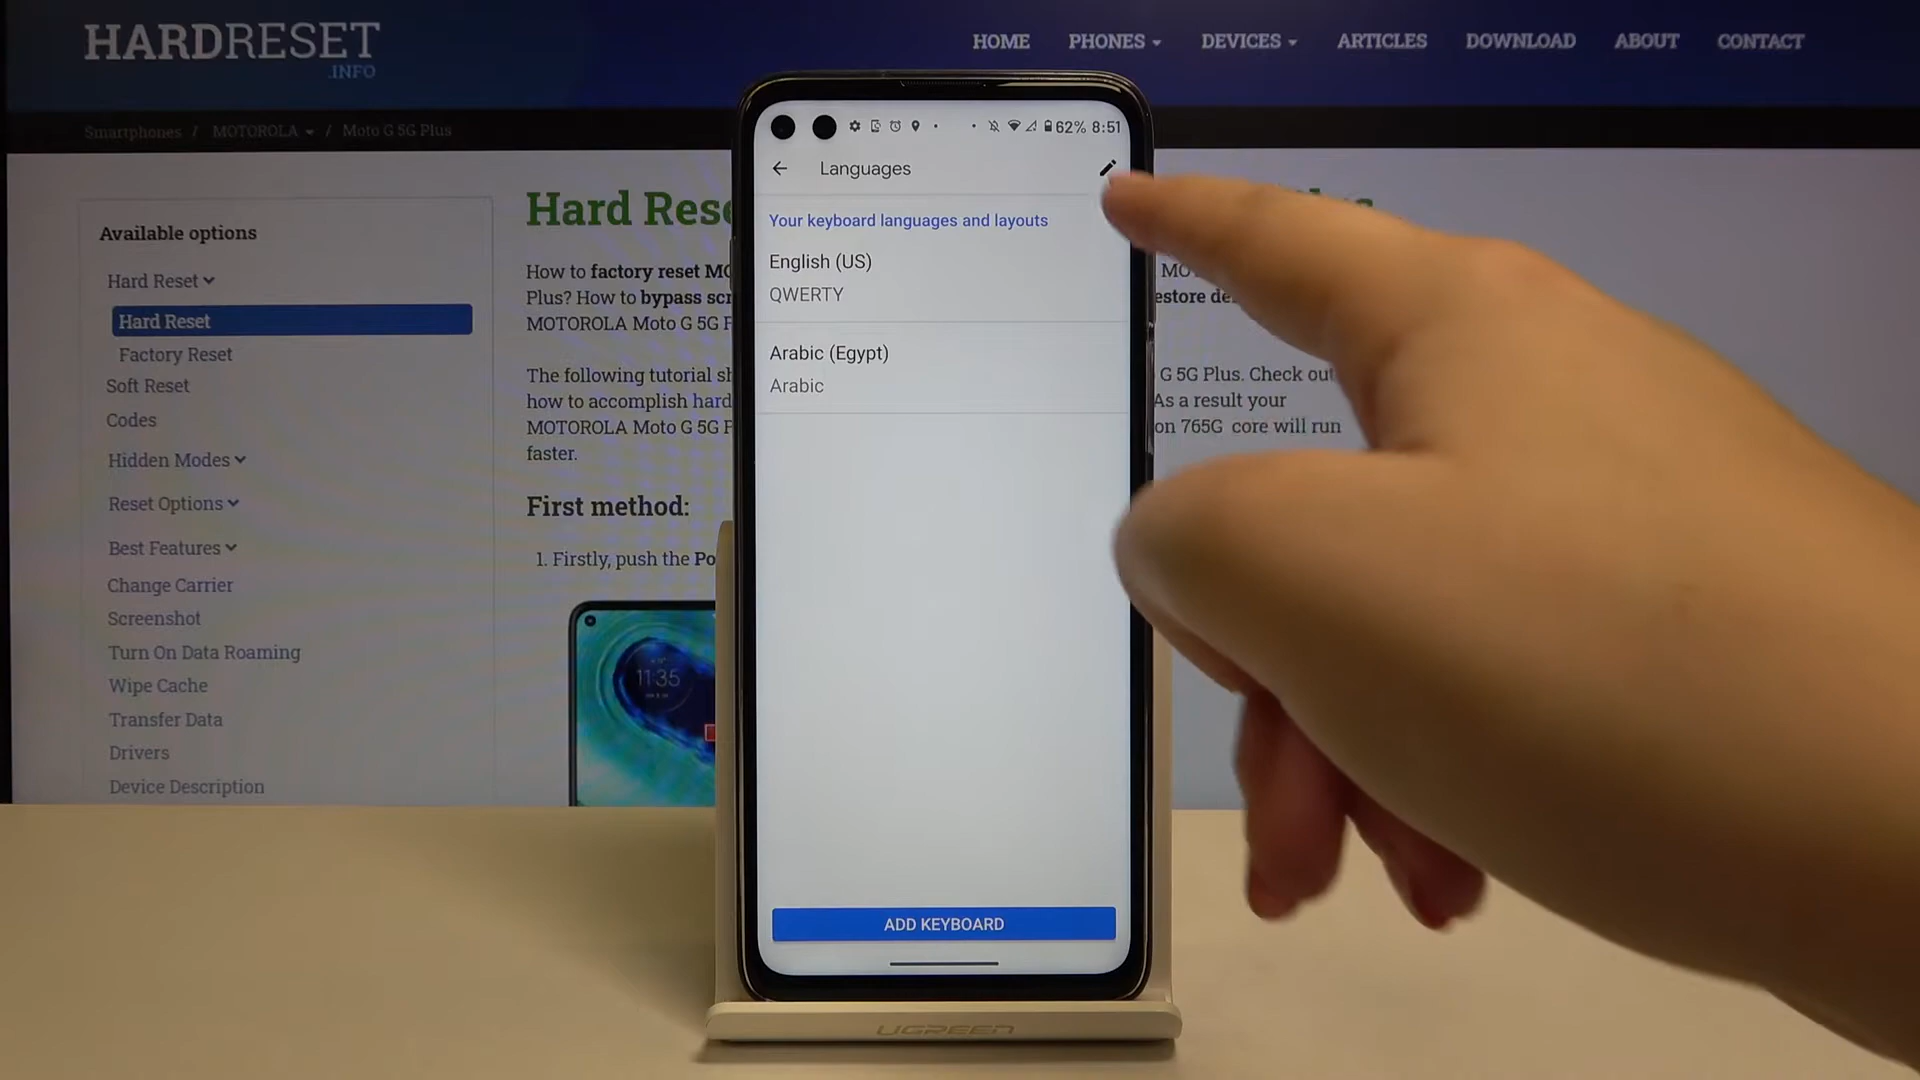 HARDRESET
.INFO
HOME PHONES DEVICES ARTICLES DOWNLOAD ABOUT CONTACT
Smartphones / MOTOROLA / Moto G 5G Plus
Available options
Hard Reset
Hard Reset
Factory Reset
Soft Reset
Codes
Hidden Modes
Reset Options
Best Features
Change Carrier
Screenshot
Turn On Data Roaming
Wipe Cache
Transfer Data
Drivers
Device Description
Hard Rese
How to factory reset MO
Plus? How to bypass scr
MOTOROLA Moto G 5G P
The following tutorial sh
how to accomplish hard
MOTOROLA Moto G 5G P
faster.
First method:
1. Firstly, push the Po
11:35
62% 8:51
Languages
Your keyboard languages and layouts
English (US)
QWERTY
Arabic (Egypt)
Arabic
ADD KEYBOARD
UGREEN
MO
estore de
G 5G Plus. Check out
As a result your
on 765G core will run